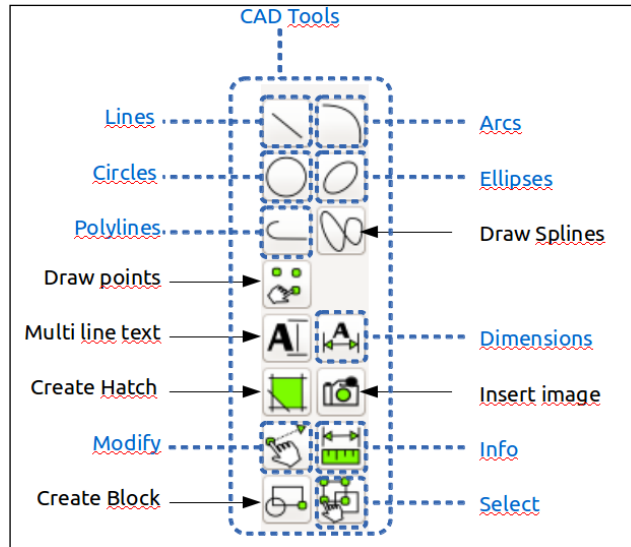 CAD Tools
Lines
Arcs
Circles
Ellipses
Polylines
Draw Splines
Draw points
Multi line text
A
A
Dimensions
Create Hatch
Insert image
Modify
Info
Create Block
Select